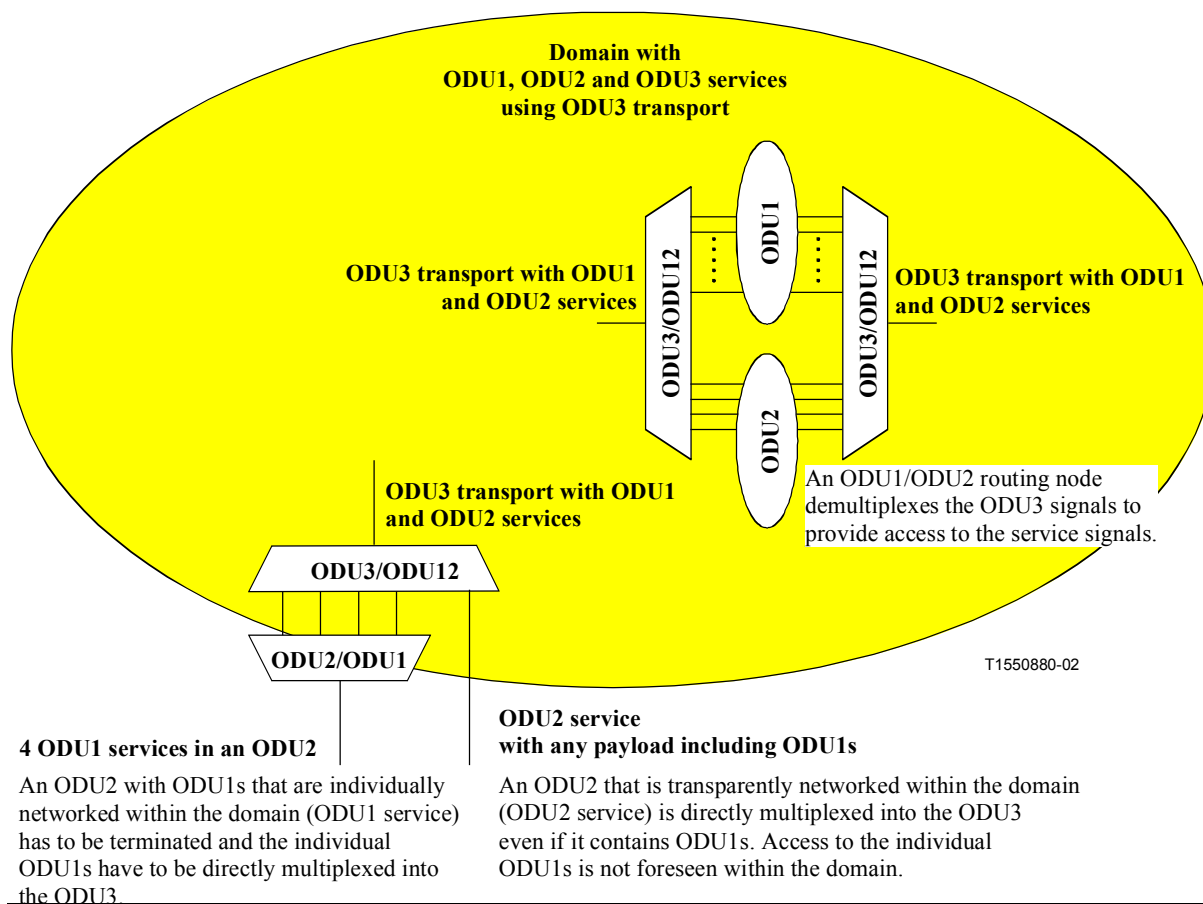 Domain with
ODU1, ODU2 and ODU3 services
using ODU3 transport
ODU3 transport with ODU1
and ODU2 services
ODU3/ODU12
ODU1
ODU2
ODU3/ODU12
ODU3 transport with ODU1
and ODU2 services
An ODU1/ODU2 routing node
demultiplexes the ODU3 signals to
provide access to the service signals.
ODU3 transport with ODU1
and ODU2 services
ODU3/ODU12
ODU2/ODU1
T1550880-02
4 ODU1 services in an ODU2
An ODU2 with ODU1s that are individually
networked within the domain (ODU1 service)
has to be terminated and the individual
ODU1s have to be directly multiplexed into
the ODU3.
ODU2 service
with any payload including ODU1s
An ODU2 that is transparently networked within the domain
(ODU2 service) is directly multiplexed into the ODU3
even if it contains ODU1s. Access to the individual
ODU1s is not foreseen within the domain.